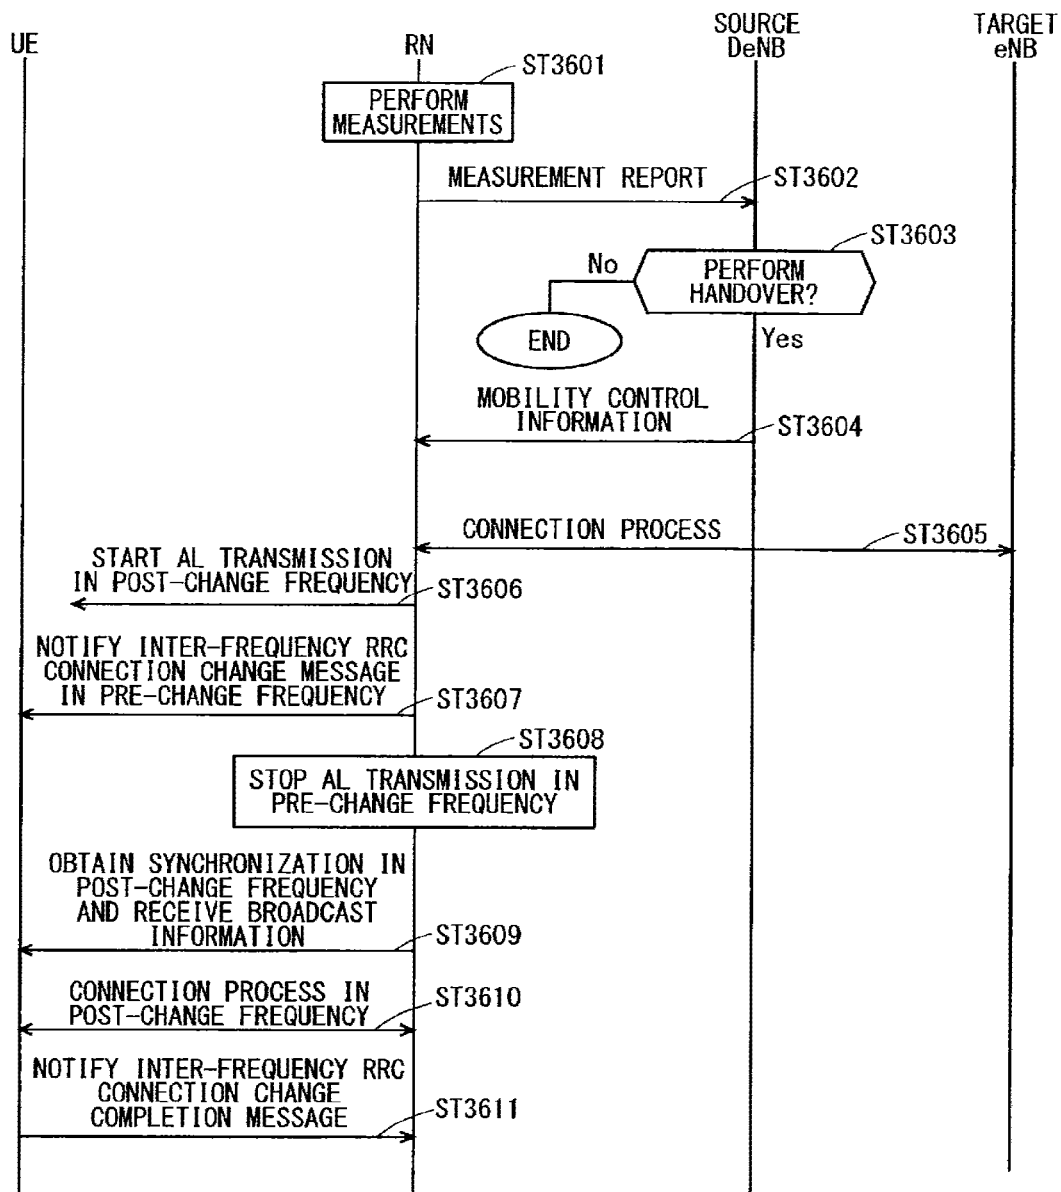 UE
RN
SOURCE
DeNB
TARGET
eNB
ST3601
PERFORM
MEASUREMENTS
MEASUREMENT REPORT
ST3602
ST3603
No
PERFORM
HANDOVER?
END
Yes
MOBILITY CONTROL
INFORMATION
ST3604
CONNECTION PROCESS
ST3605
START AL TRANSMISSION
IN POST-CHANGE FREQUENCY
ST3606
NOTIFY INTER-FREQUENCY RRC
CONNECTION CHANGE MESSAGE
IN PRE-CHANGE FREQUENCY
ST3607
ST3608
STOP AL TRANSMISSION IN
PRE-CHANGE FREQUENCY
OBTAIN SYNCHRONIZATION IN
POST-CHANGE FREQUENCY
AND RECEIVE BROADCAST
INFORMATION
ST3609
CONNECTION PROCESS IN
POST-CHANGE FREQUENCY
ST3610
NOTIFY INTER-FREQUENCY RRC
CONNECTION CHANGE
COMPLETION MESSAGE
ST3611